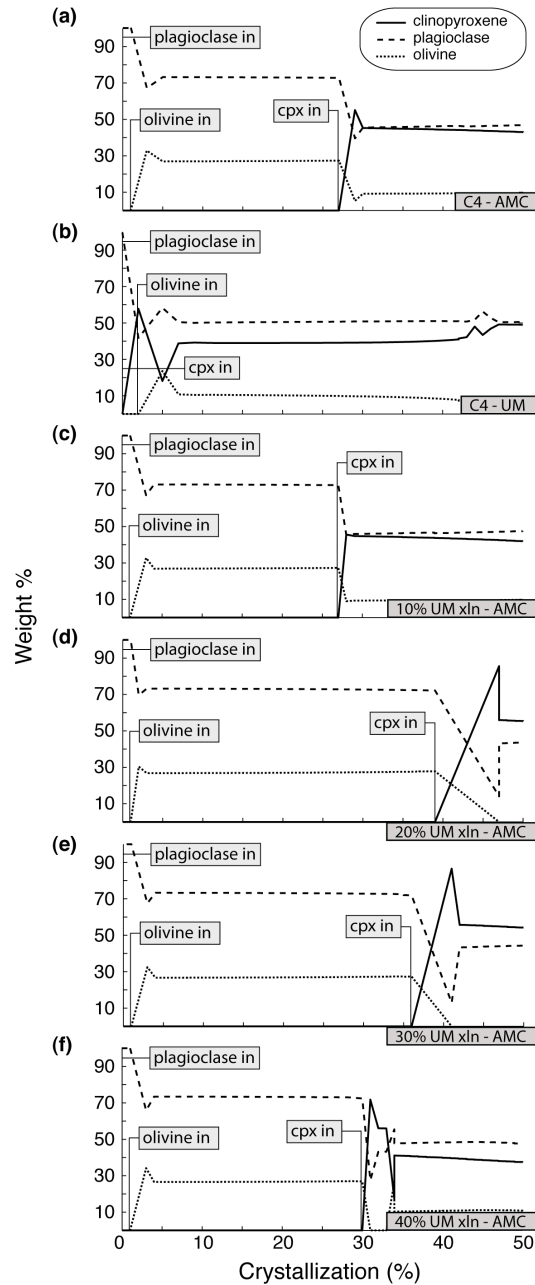 (a)
clinopyroxene
plagioclase
olivine
90
70
50
30
10
plagioclase in
olivine in
cpx in
C4 - AMC
(b)
90
70
50
30
10
plagioclase in
olivine in
cpx in
C4 - UM
(c)
90
70
50
30
10
plagioclase in
olivine in
cpx in
10% UM xln - AMC
Weight %
(d)
90
70
50
30
10
plagioclase in
olivine in
cpx in
20% UM xln - AMC
(e)
90
70
50
30
10
plagioclase in
olivine in
cpx in
30% UM xln - AMC
(f)
90
70
50
30
10
plagioclase in
olivine in
cpx in
40% UM xln - AMC
0 10 20 30 40 50
Crystallization (%)